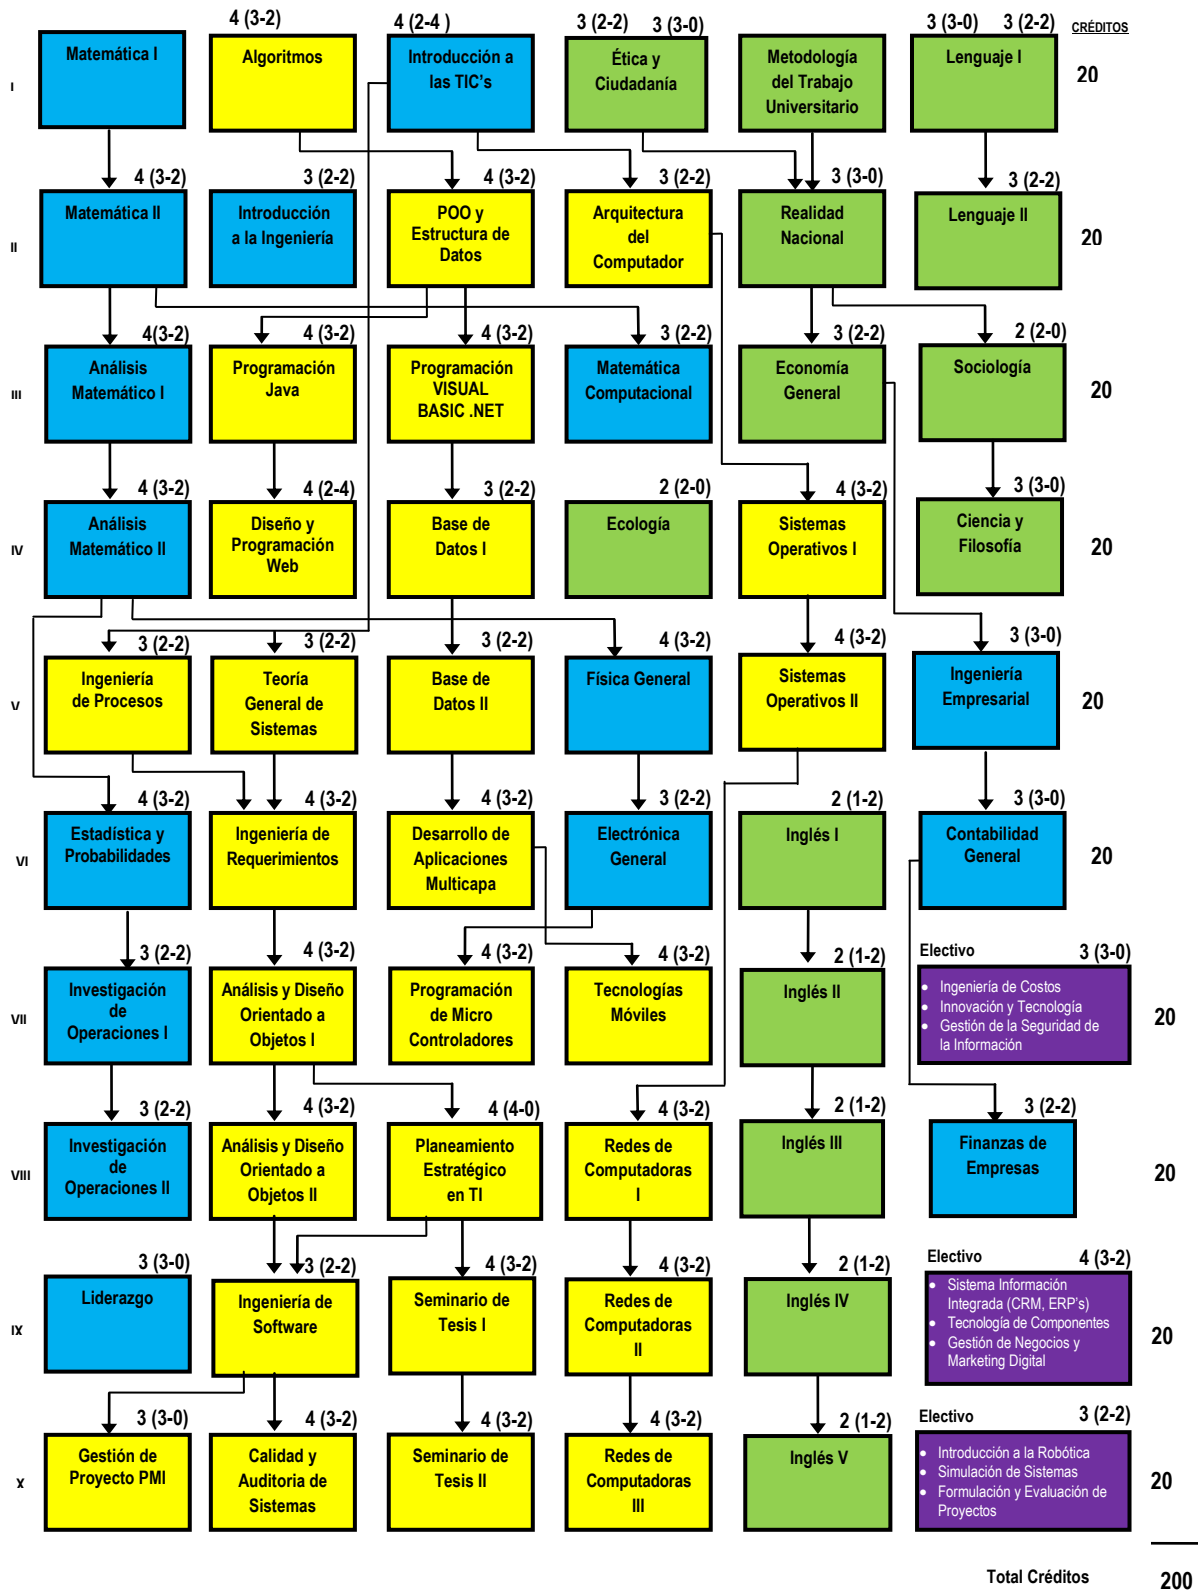 4 (3-2)
4 (2-4 )
3 (2-2)
3 (3-0)
3 (3-0)
3 (2-2)
CRÉDITOS
I
Matemática I
Algoritmos
Introducción a
las TIC's
Ética y
Ciudadanía
Metodología
del Trabajo
Universitario
Lenguaje I
20
4 (3-2)
3 (2-2)
4 (3-2)
3 (2-2)
3 (3-0)
3 (2-2)
II
Matemática II
Introducción
a la Ingeniería
POO y
Estructura de
Datos
Arquitectura
del
Computador
Realidad
Nacional
Lenguaje II
20
4(3-2)
4 (3-2)
4 (3-2)
3 (2-2)
3 (2-2)
2 (2-0)
III
Análisis
Matemático I
Programación
Java
Programación
VISUAL
BASIC .NET
Matemática
Computacional
Economía
General
Sociología
20
4 (3-2)
4 (2-4)
3 (2-2)
2 (2-0)
4 (3-2)
3 (3-0)
IV
Análisis
Matemático II
Diseño y
Programación
Web
Base de
Datos I
Ecología
Sistemas
Operativos I
Ciencia y
Filosofía
20
3 (2-2)
3 (2-2)
3 (2-2)
4 (3-2)
4 (3-2)
3 (3-0)
V
Ingeniería
de Procesos
Teoría
General de
Sistemas
Base de
Datos II
Física General
Sistemas
Operativos II
Ingeniería
Empresarial
20
4 (3-2)
4 (3-2)
4 (3-2)
3 (2-2)
2 (1-2)
3 (3-0)
VI
Estadística y
Probabilidades
Ingeniería de
Requerimientos
Desarrollo de
Aplicaciones
Multicapa
Electrónica
General
Inglés I
Contabilidad
General
20
3 (2-2)
4 (3-2)
4 (3-2)
4 (3-2)
2 (1-2)
Electivo
3 (3-0)
VII
Investigación
de
Operaciones I
Análisis y Diseño
Orientado a
Objetos I
Programación
de Micro
Controladores
Tecnologías
Móviles
Inglés II
• Ingeniería de Costos
• Innovación y Tecnología
• Gestión de la Seguridad de
la Información
20
3 (2-2)
4 (3-2)
4 (4-0)
4 (3-2)
2 (1-2)
3 (2-2)
VIII
Investigación
de
Operaciones II
Análisis y Diseño
Orientado a
Objetos II
Planeamiento
Estratégico
en TI
Redes de
Computadoras
I
Inglés III
Finanzas de
Empresas
20
3 (3-0)
3 (2-2)
4 (3-2)
4 (3-2)
2 (1-2)
Electivo
4 (3-2)
IX
Liderazgo
Ingeniería de
Software
Seminario de
Tesis I
Redes de
Computadoras
II
Inglés IV
• Sistema Información
Integrada (CRM, ERP's)
• Tecnología de Componentes
• Gestión de Negocios y
Marketing Digital
20
3 (3-0)
4 (3-2)
4 (3-2)
4 (3-2)
2 (1-2)
Electivo
3 (2-2)
X
Gestión de
Proyecto PMI
Calidad y
Auditoria de
Sistemas
Seminario de
Tesis II
Redes de
Computadoras
III
Inglés V
• Introducción a la Robótica
• Simulación de Sistemas
• Formulación y Evaluación de
Proyectos
20
Total Créditos
200